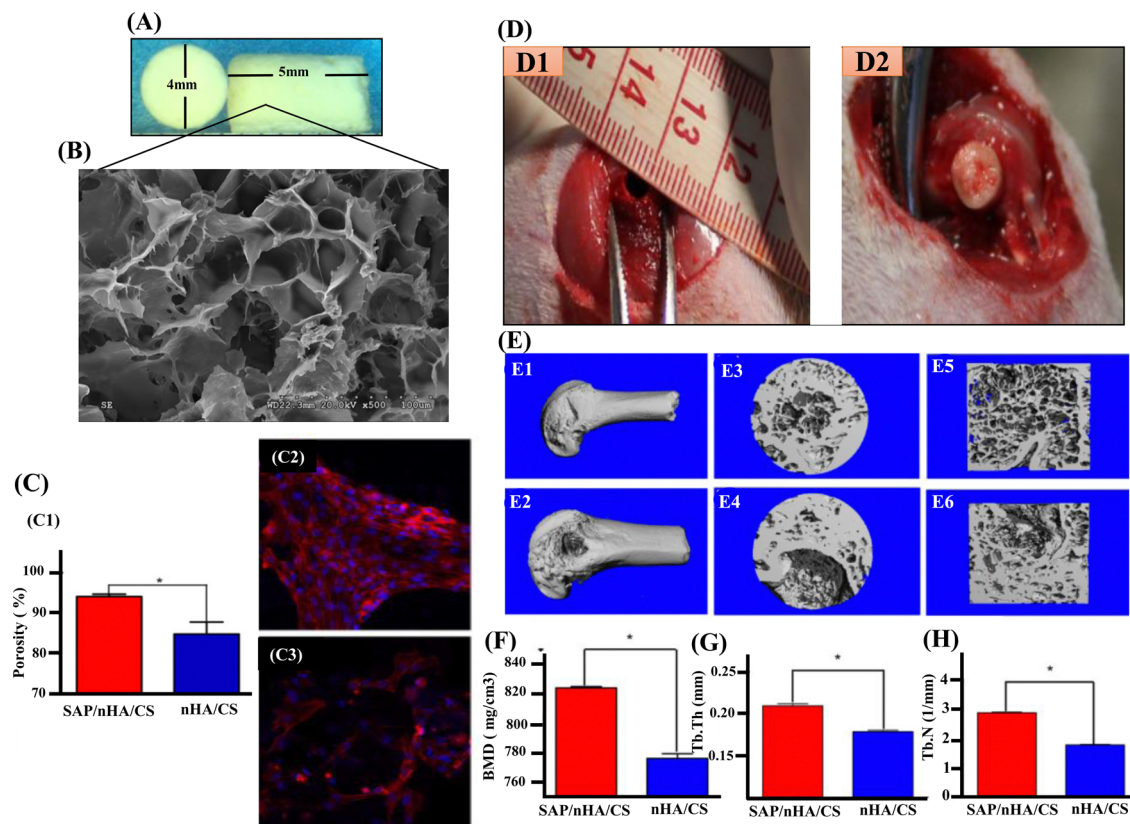 (A)
4mm
5mm
(B)
SE
WD22.3mm 20.0kV x500 100um
(C)
(C1)
Porosity ( %)
100
90
80
70
*
SAP/nHA/CS
nHA/CS
(C2)
(C3)
(D)
D1
15
14
13
12
D2
(E)
E1
E3
E5
E2
E4
E6
(F)
BMD ( mg/cm3)
840
820
800
780
760
*
SAP/nHA/CS
nHA/CS
(G)
Tb.Th (mm)
0.25
0.20
0.15
*
SAP/nHA/CS
nHA/CS
(H)
Tb.N (1/mm)
4
3
2
1
0
*
SAP/nHA/CS
nHA/CS